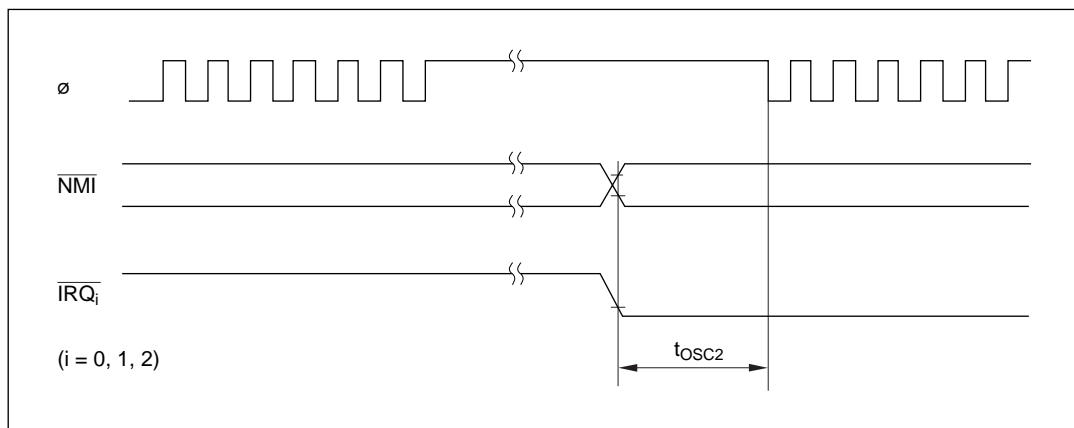 ø
NMI
IRQi
(i = 0, 1, 2)
tOSC2